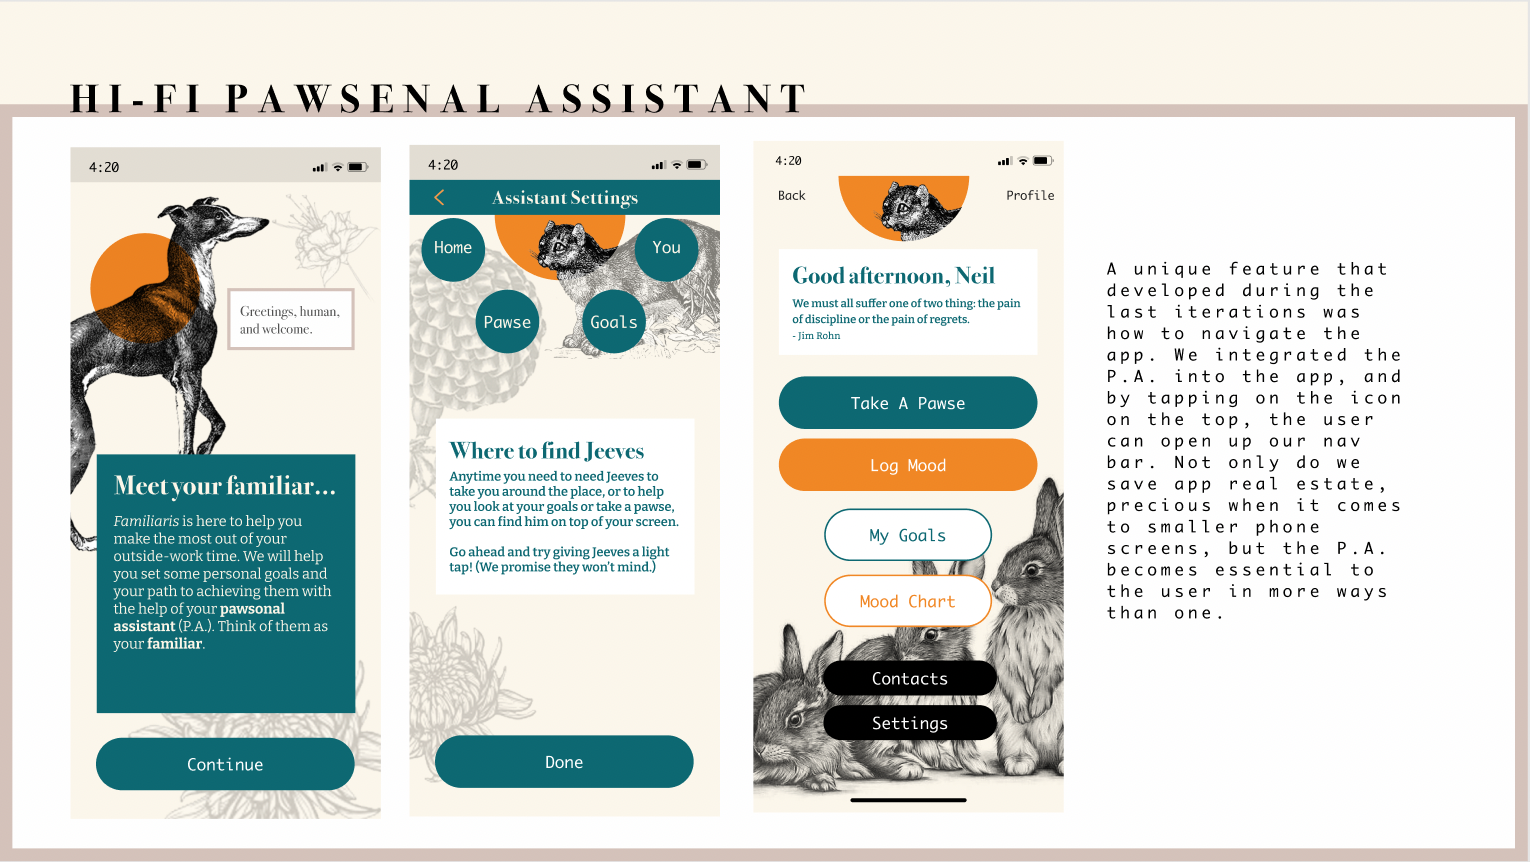 HI-FI PAWSENAL ASSISTANT
4:20
Greetings, human,
and welcome.
Meet your familiar...
Familiaris is here to help you
make the most out of your
outside-work time. We will help
you set some personal goals and
your path to achieving them with
the help of your pawsonal
assistant (P.A.). Think of them as
your familiar.
Continue
4:20
Assistant Settings
Home
You
Pawse
Goals
Where to find Jeeves
Anytime you need to need Jeeves to
take you around the place, or to help
you look at your goals or take a pawse,
you can find him on top of your screen.
Go ahead and try giving Jeeves a light
tap! (We promise they won't mind.)
Done
4:20
Back
Profile
Good afternoon, Neil
We must all suffer one of two thing: the pain
of discipline or the pain of regrets.
- Jim Rohn
Take A Pawse
Log Mood
My Goals
Mood Chart
Contacts
Settings
A unique feature that
developed during the
last iterations was
how to navigate the
app. We integrated the
P.A. into the app, and
by tapping on the icon
on the top, the user
can open up our nav
bar. Not only do we
save app real estate,
precious when it comes
to smaller phone
screens, but the P.A.
becomes essential to
the user in more ways
than one.